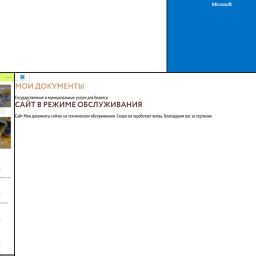 Microsoft
МОИ ДОКУМЕНТЫ
Государственные и муниципальные услуги для бизнеса
САЙТ В РЕЖИМЕ ОБСЛУЖИВАНИЯ
Сайт Мои документы сейчас на техническом обслуживании. Скоро он заработает вновь. Благодарим вас за терпение.